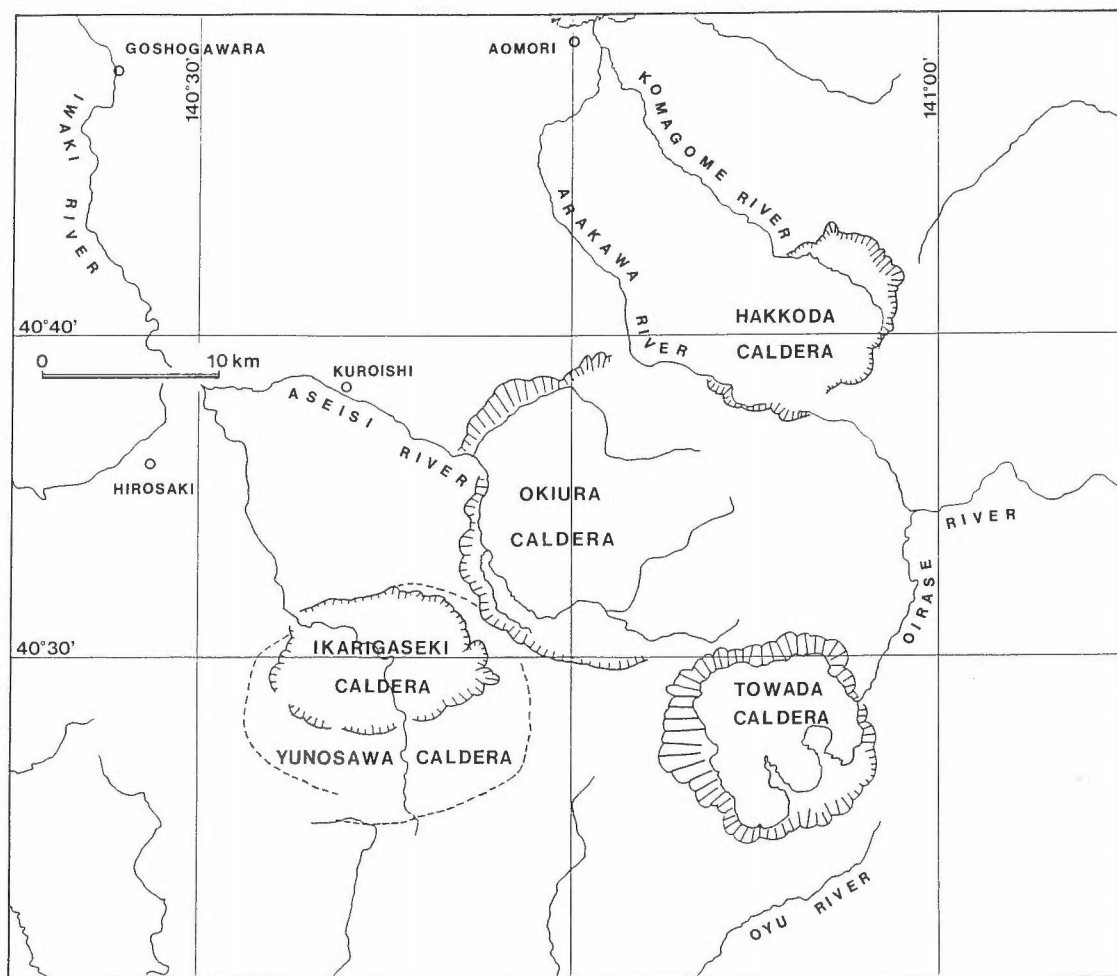 GOSHOGAWARA
AOMORI
140°30'
141°00'
IWAKI RIVER
KOMAGOME RIVER
ARAKAWA RIVER
HAKKODA
CALDERA
40°40'
0 10 km
KUROISHI
ASEISI RIVER
HIROSAKI
OKIURA
CALDERA
OIRASE RIVER
IKARIGASEKI
CALDERA
40°30'
TOWADA
CALDERA
YUNOSAWA CALDERA
OYU RIVER